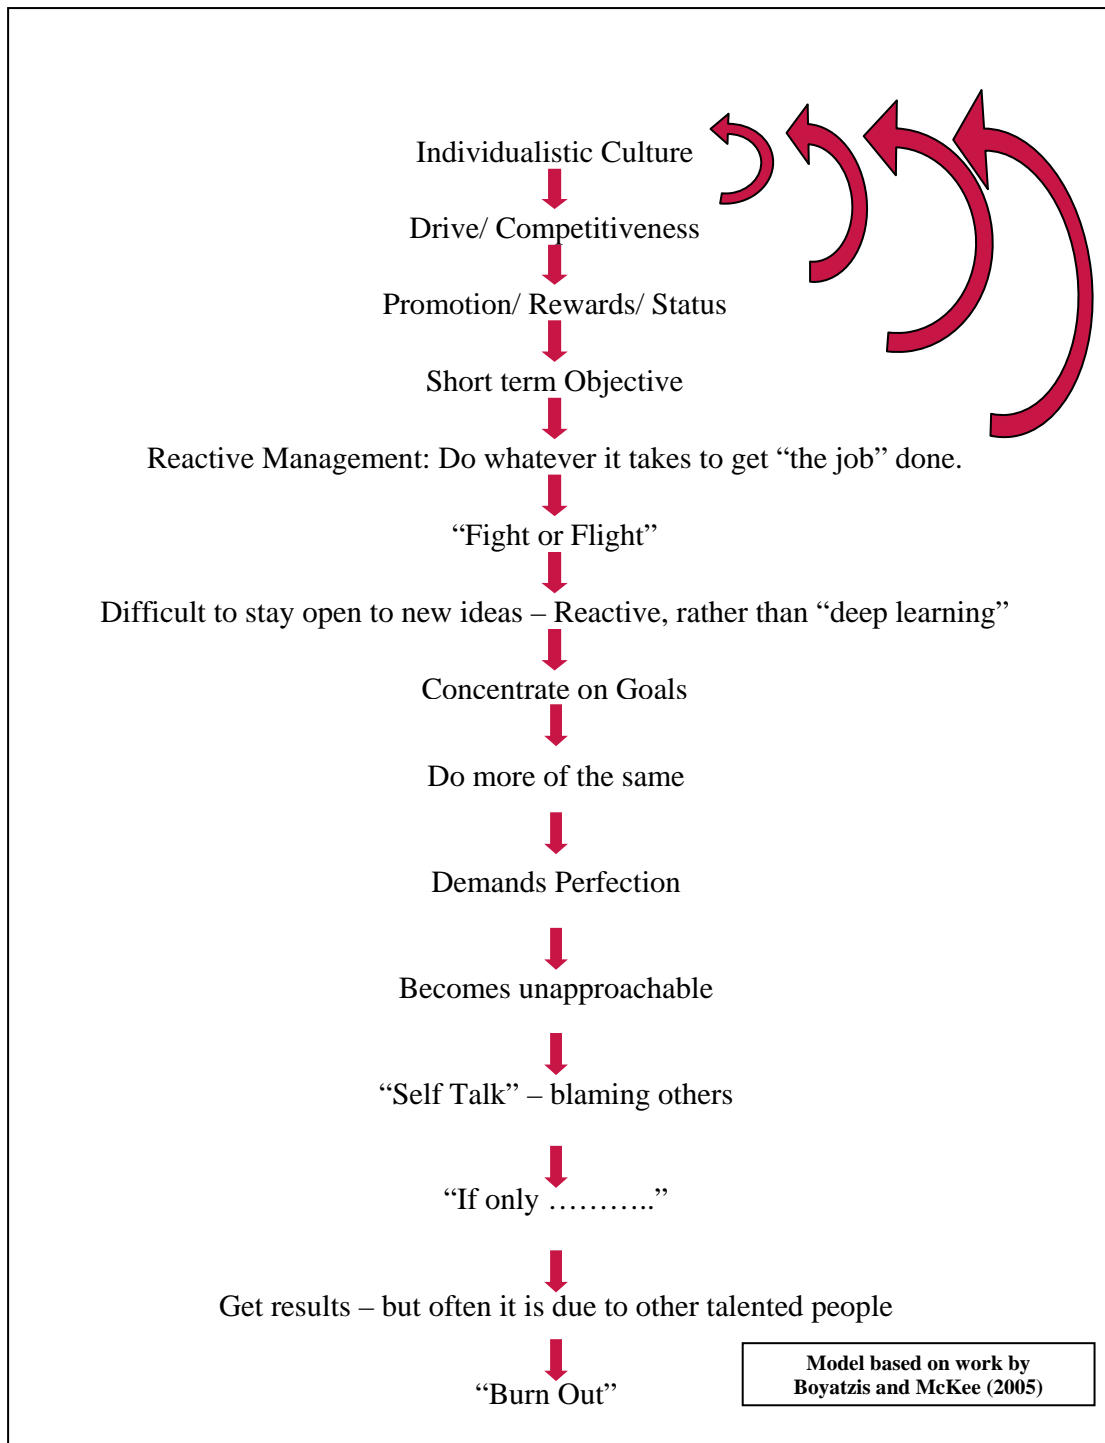 Individualistic Culture
Drive/ Competitiveness
Promotion/ Rewards/ Status
Short term Objective
Reactive Management: Do whatever it takes to get “the job” done.
“Fight or Flight”
Difficult to stay open to new ideas – Reactive, rather than “deep learning”
Concentrate on Goals
Do more of the same
Demands Perfection
Becomes unapproachable
“Self Talk” – blaming others
“If only ………..”
Get results – but often it is due to other talented people
“Burn Out”
Model based on work by
Boyatzis and McKee (2005)